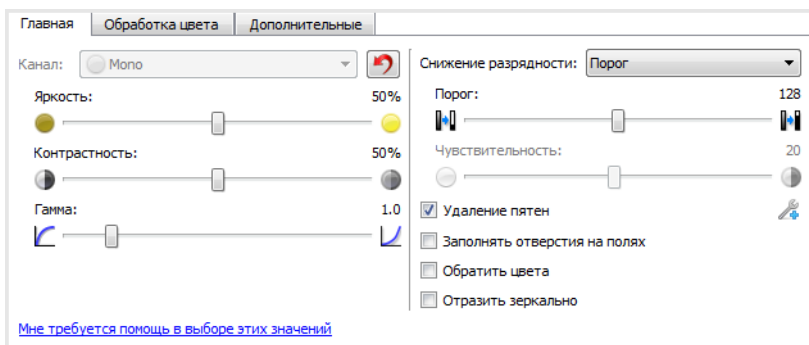 Главная Обработка цвета Дополнительные
Канал: Mono
Яркость: 50%
Контрастность: 50%
Гамма: 1.0
Мне требуется помощь в выборе этих значений
Снижение разрядности: Порог
Порог: 128
Чувствительность: 20
Удаление пятен
Заполнять отверстия на полях
Обратить цвета
Отразить зеркально